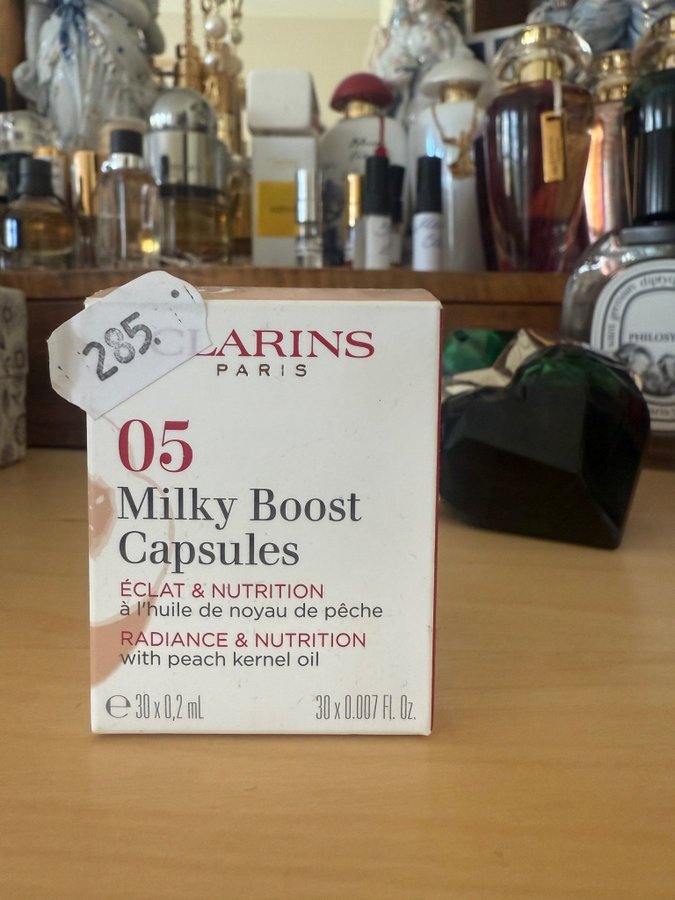 285.
CLARINS
PARIS
05
Milky Boost
Capsules
ÉCLAT & NUTRITION
à l'huile de noyau de pêche
RADIANCE & NUTRITION
with peach kernel oil
e 30 x 0,2 mL
30 x 0.007 Fl. Oz.
PHILOSY